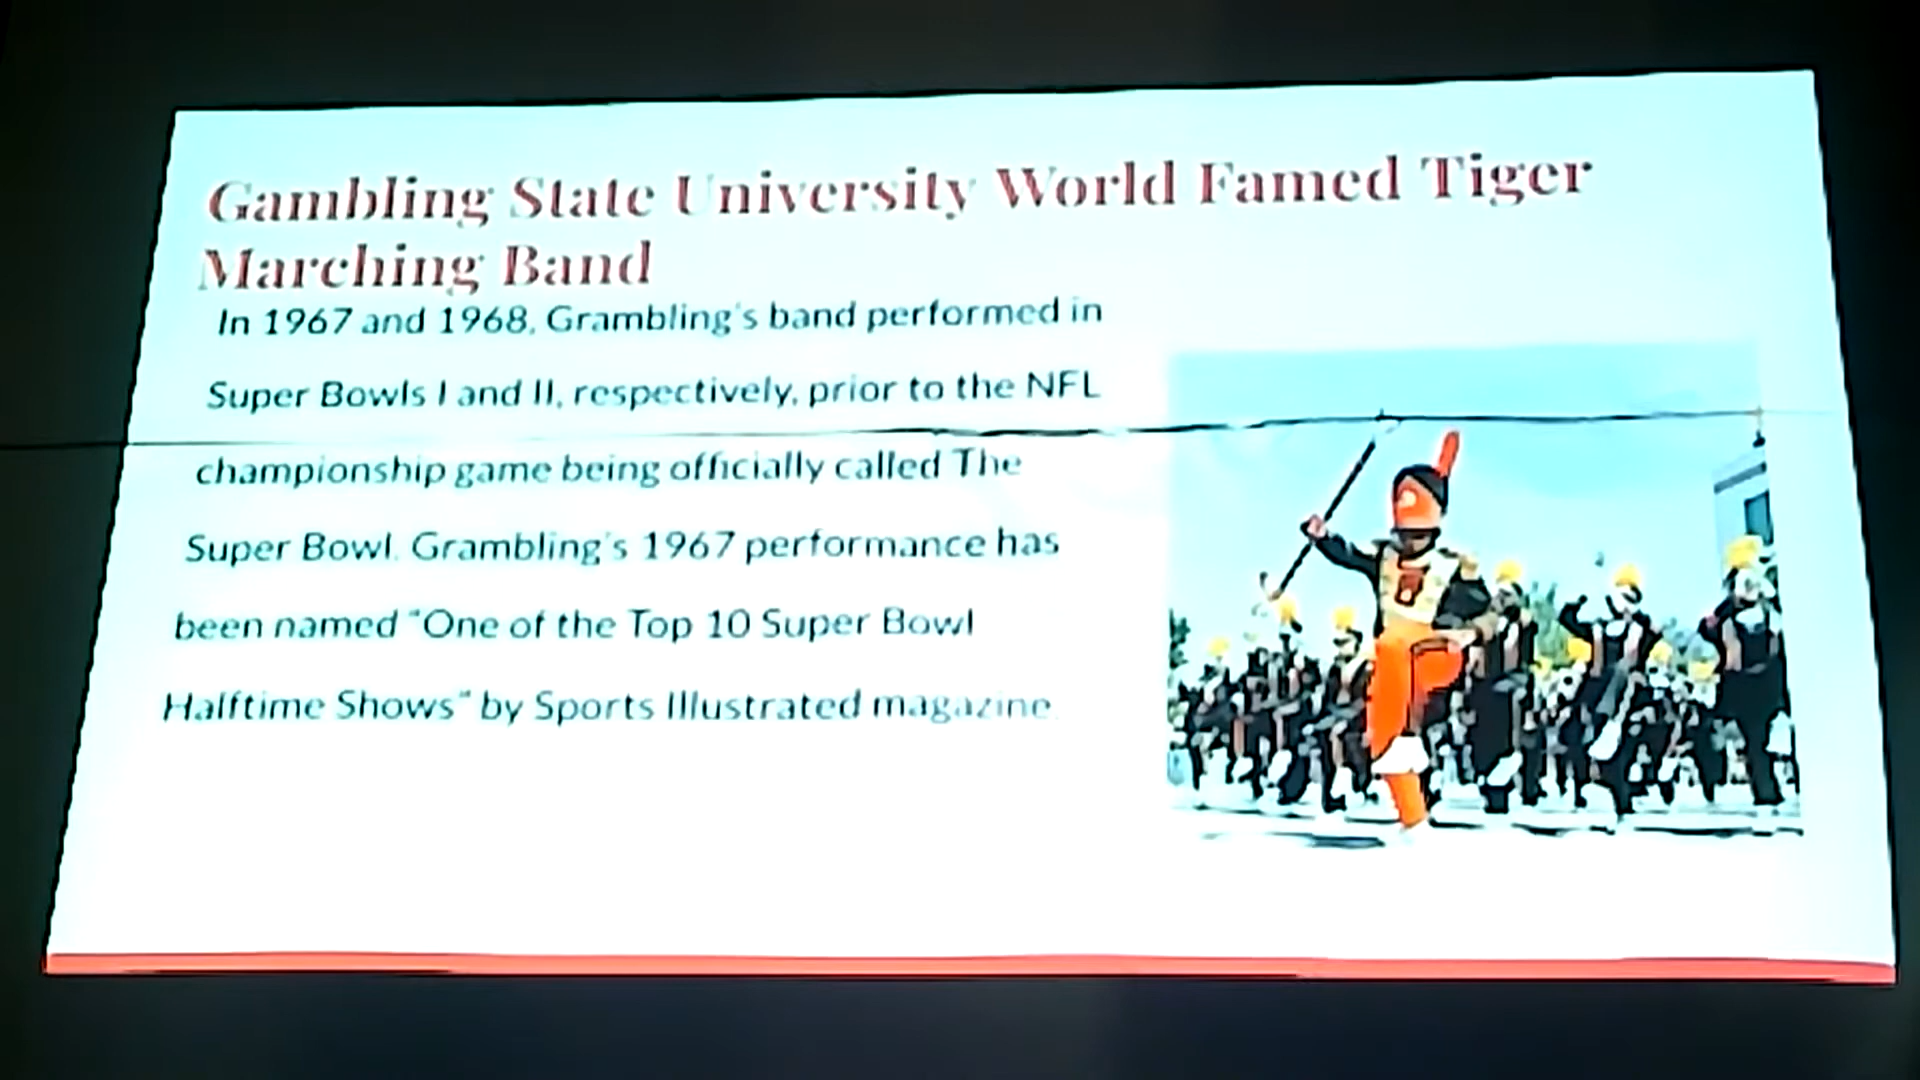 Gambling State University World Famed Tiger
Marching Band
In 1967 and 1968, Grambling's band performed in
Super Bowls I and II, respectively, prior to the NFL
championship game being officially called The
Super Bowl. Grambling's 1967 performance has
been named "One of the Top 10 Super Bowl
Halftime Shows" by Sports Illustrated magazine.